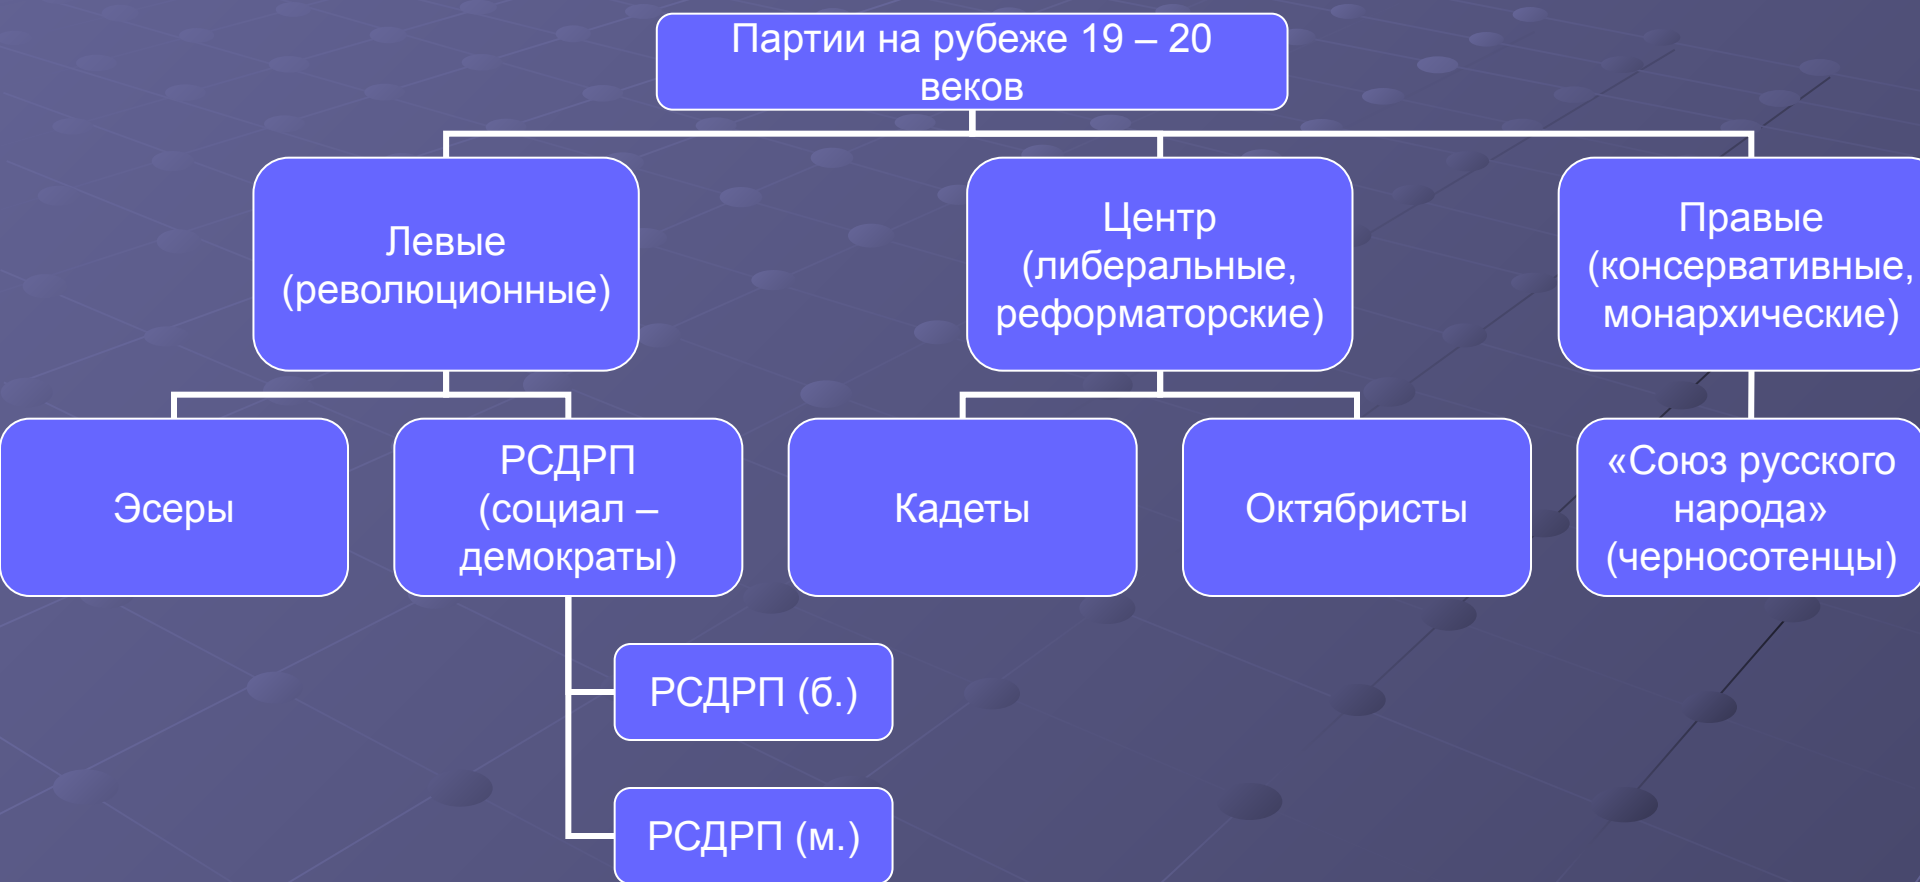 Партии на рубеже 19 – 20
веков
Левые
(революционные)
Центр
(либеральные,
реформаторские)
Правые
(консервативные,
монархические)
Эсеры
РСДРП
(социал –
демократы)
Кадеты
Октябристы
«Союз русского
народа»
(черносотенцы)
РСДРП (б.)
РСДРП (м.)